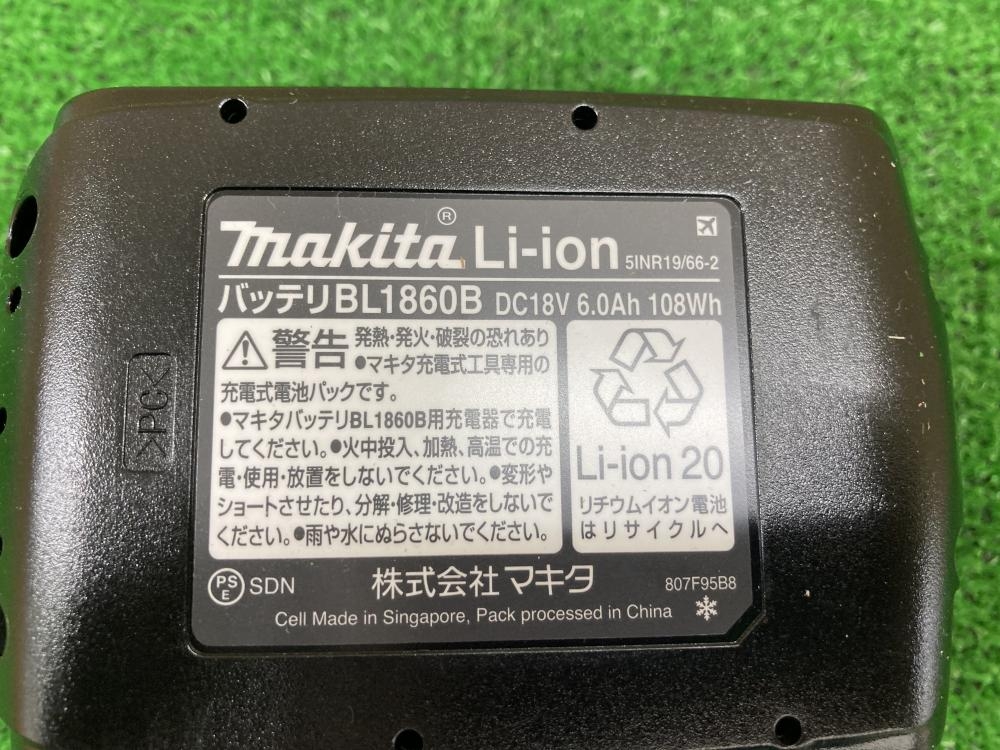 makita® Li-ion 5INR19/66-2
バッテリBL1860B DC18V 6.0Ah 108Wh
警告 発熱・発火・破裂の恐れあり
●マキタ充電式工具専用の
充電式電池パックです。
●マキタバッテリBL1860B用充電器で充電
してください。●火中投入、加熱、高温での充
電・使用・放置をしないでください。●変形や
ショートさせたり、分解・修理・改造をしないで
ください。●雨や水にぬらさないでください。
Li-ion 20
リチウムイオン電池
はリサイクルへ
PS
E
SDN
株式会社マキタ
807F95B8
Cell Made in Singapore, Pack processed in China
>PC<